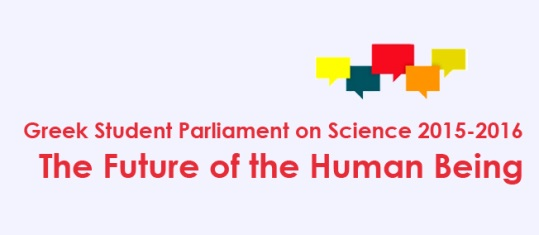 Greek Student Parliament on Science 2015-2016
The Future of the Human Being